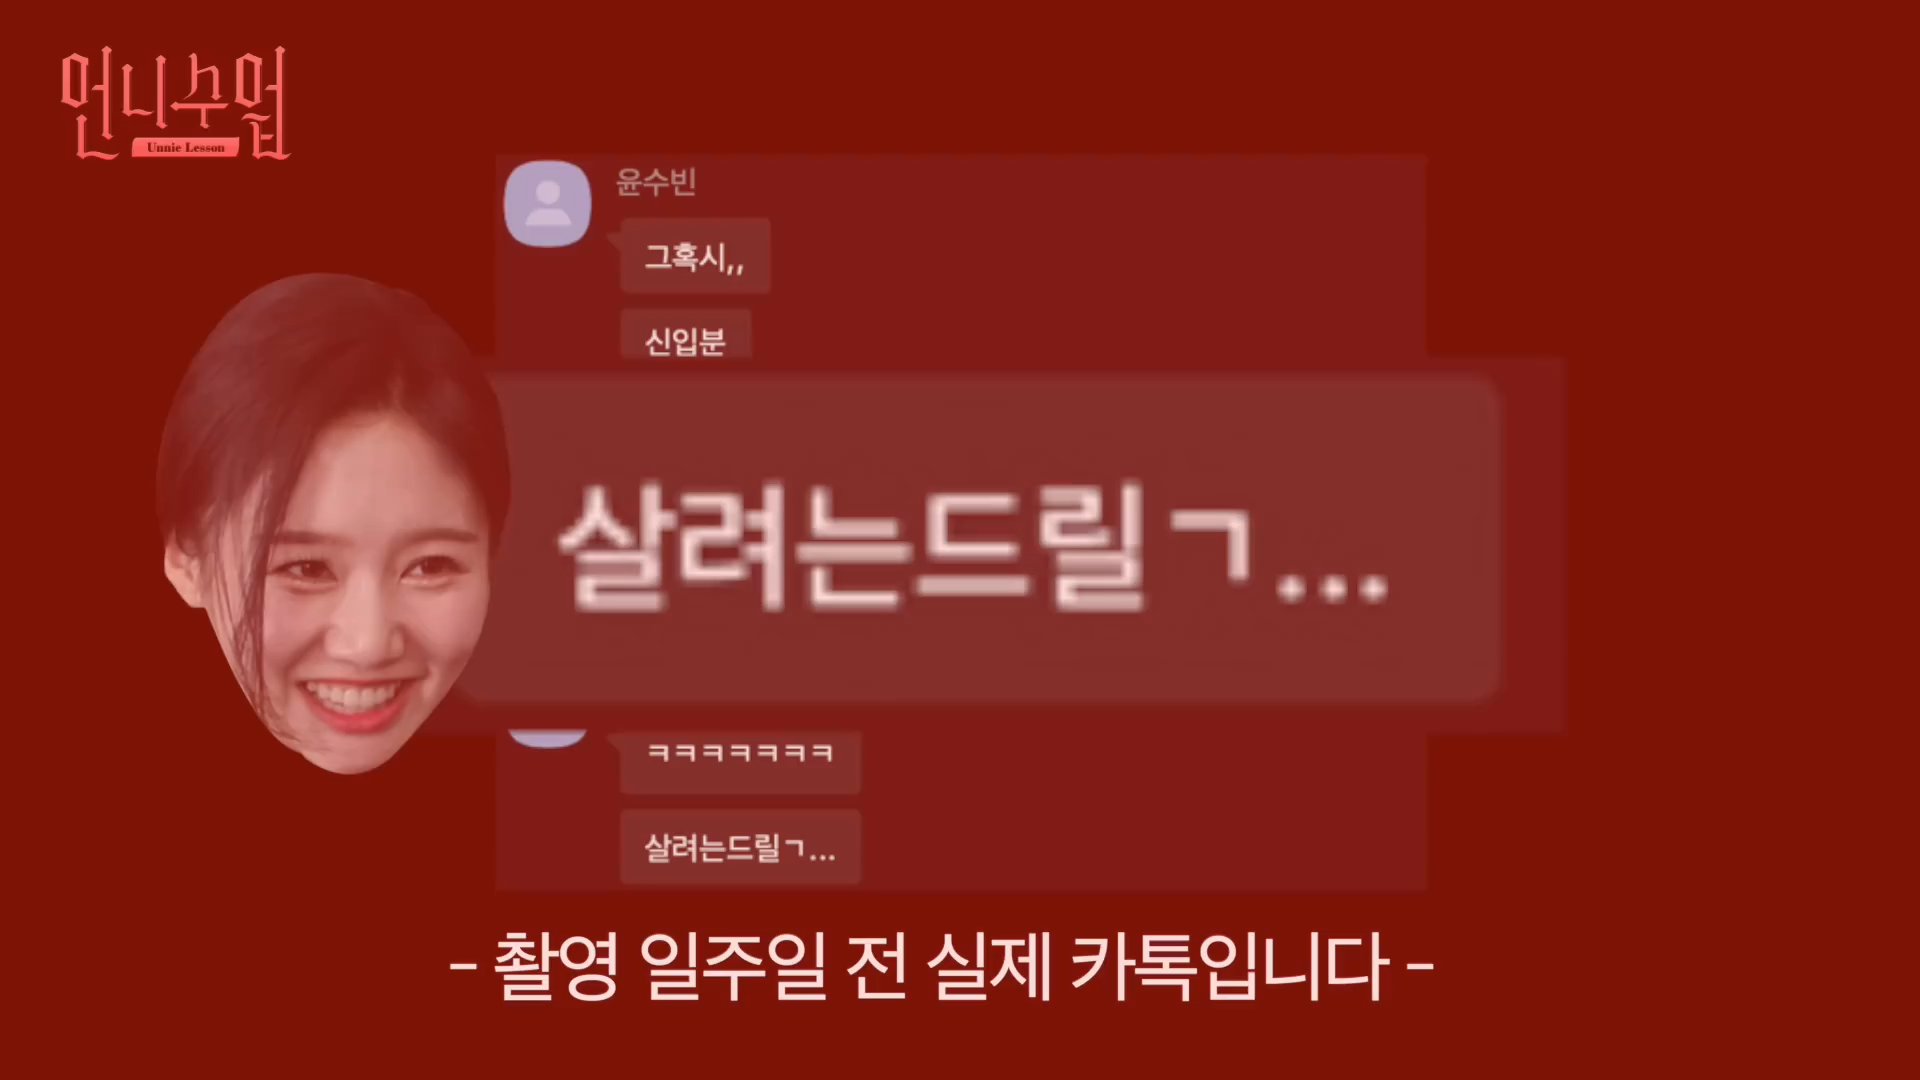 언니수업
Unnie Lesson
윤수빈
그혹시,,
신입분
살려는드릴ㄱ...
ㅋㅋㅋㅋㅋㅋㅋ
살려는드릴ㄱ...
- 촬영 일주일 전 실제 카톡입니다 -